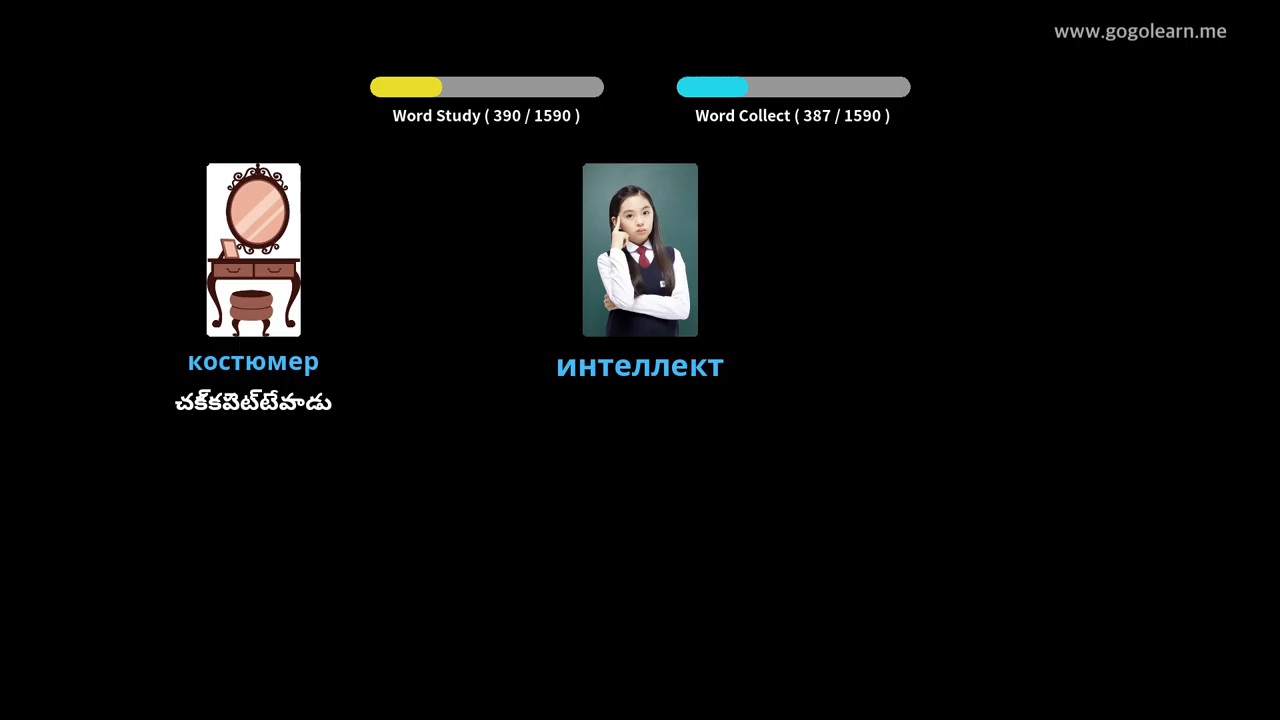 www.gogolearn.me
Word Study ( 390 / 1590 )
Word Collect ( 387 / 1590 )
костюмер
интеллект
చక్కపెట్టేవాడు